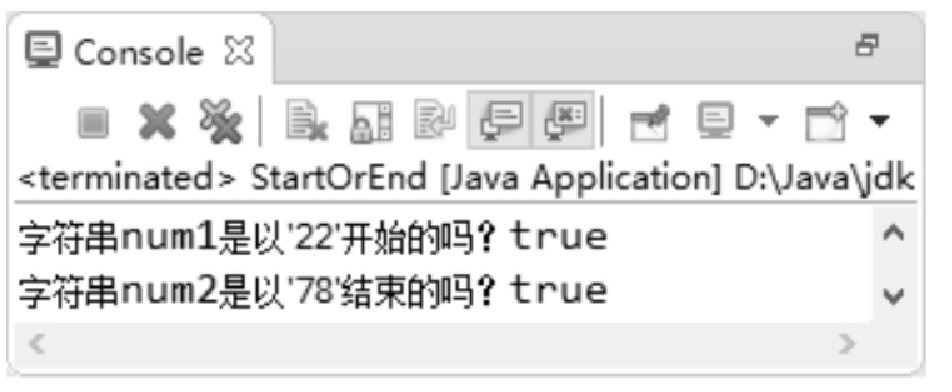 Console
<terminated> StartOrEnd [Java Application] D:\Java\jdk
字符串num1是以'22'开始的吗? true
字符串num2是以'78'结束的吗? true